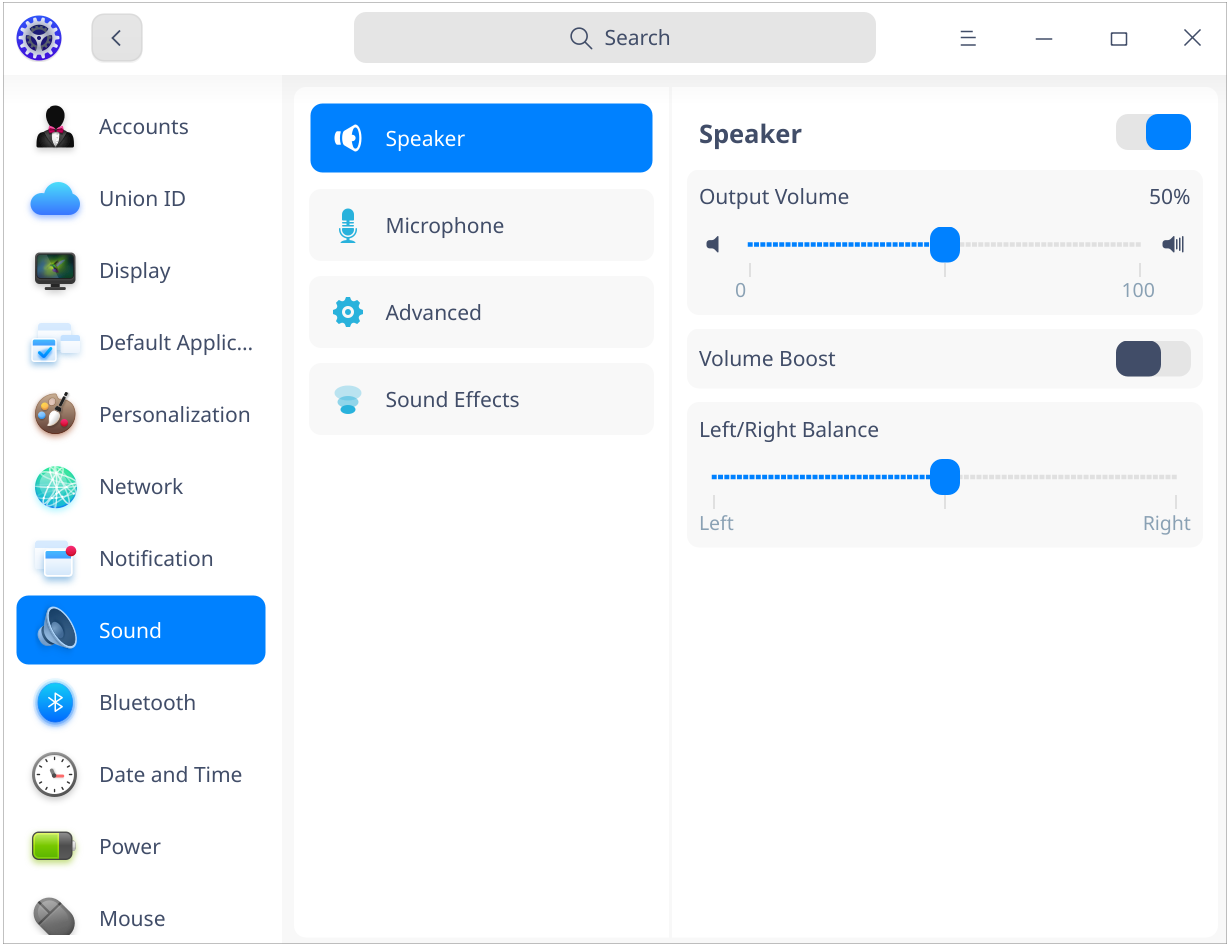 Search
Accounts
Union ID
Display
Default Applic...
Personalization
Network
Notification
Sound
Bluetooth
Date and Time
Power
Mouse
Speaker
Microphone
Advanced
Sound Effects
Speaker
Output Volume 50%
0 100
Volume Boost
Left/Right Balance
Left Right